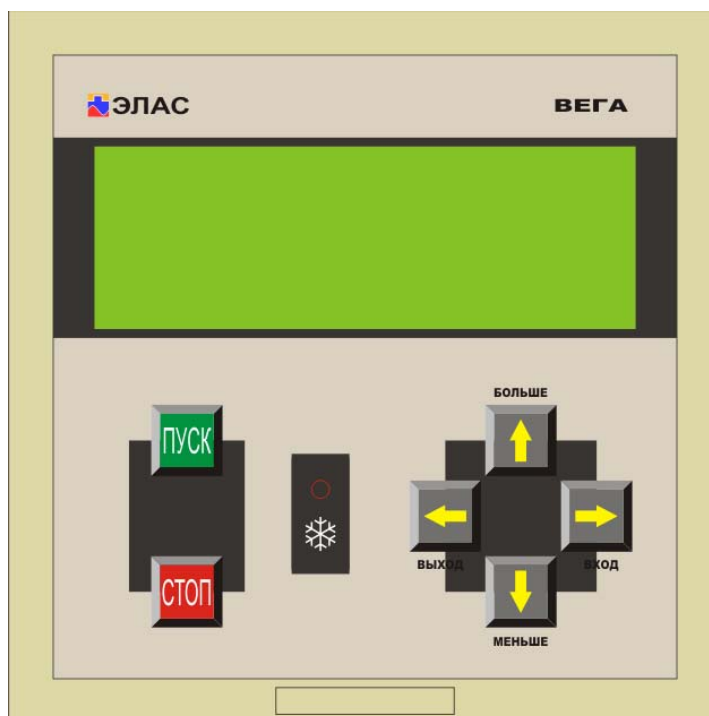 ЭЛАС
ВЕГА
БОЛЬШЕ
ПУСК
ВЫХОД
ВХОД
СТОП
МЕНЬШЕ